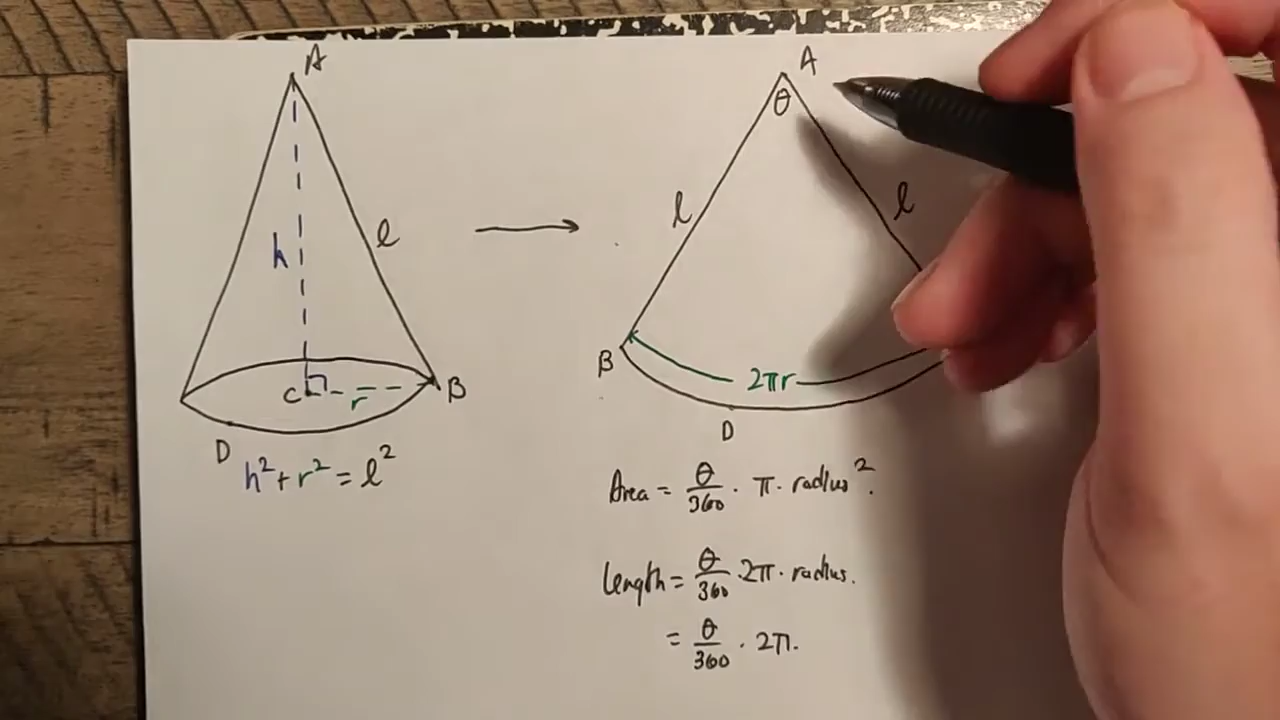 A
h
l
C
r
B
D
h² + r² = l²
A
θ
l
l
B
2πr
D
Area = θ/360 · π · radius².
length = θ/360 · 2π · radius.
= θ/360 · 2π.